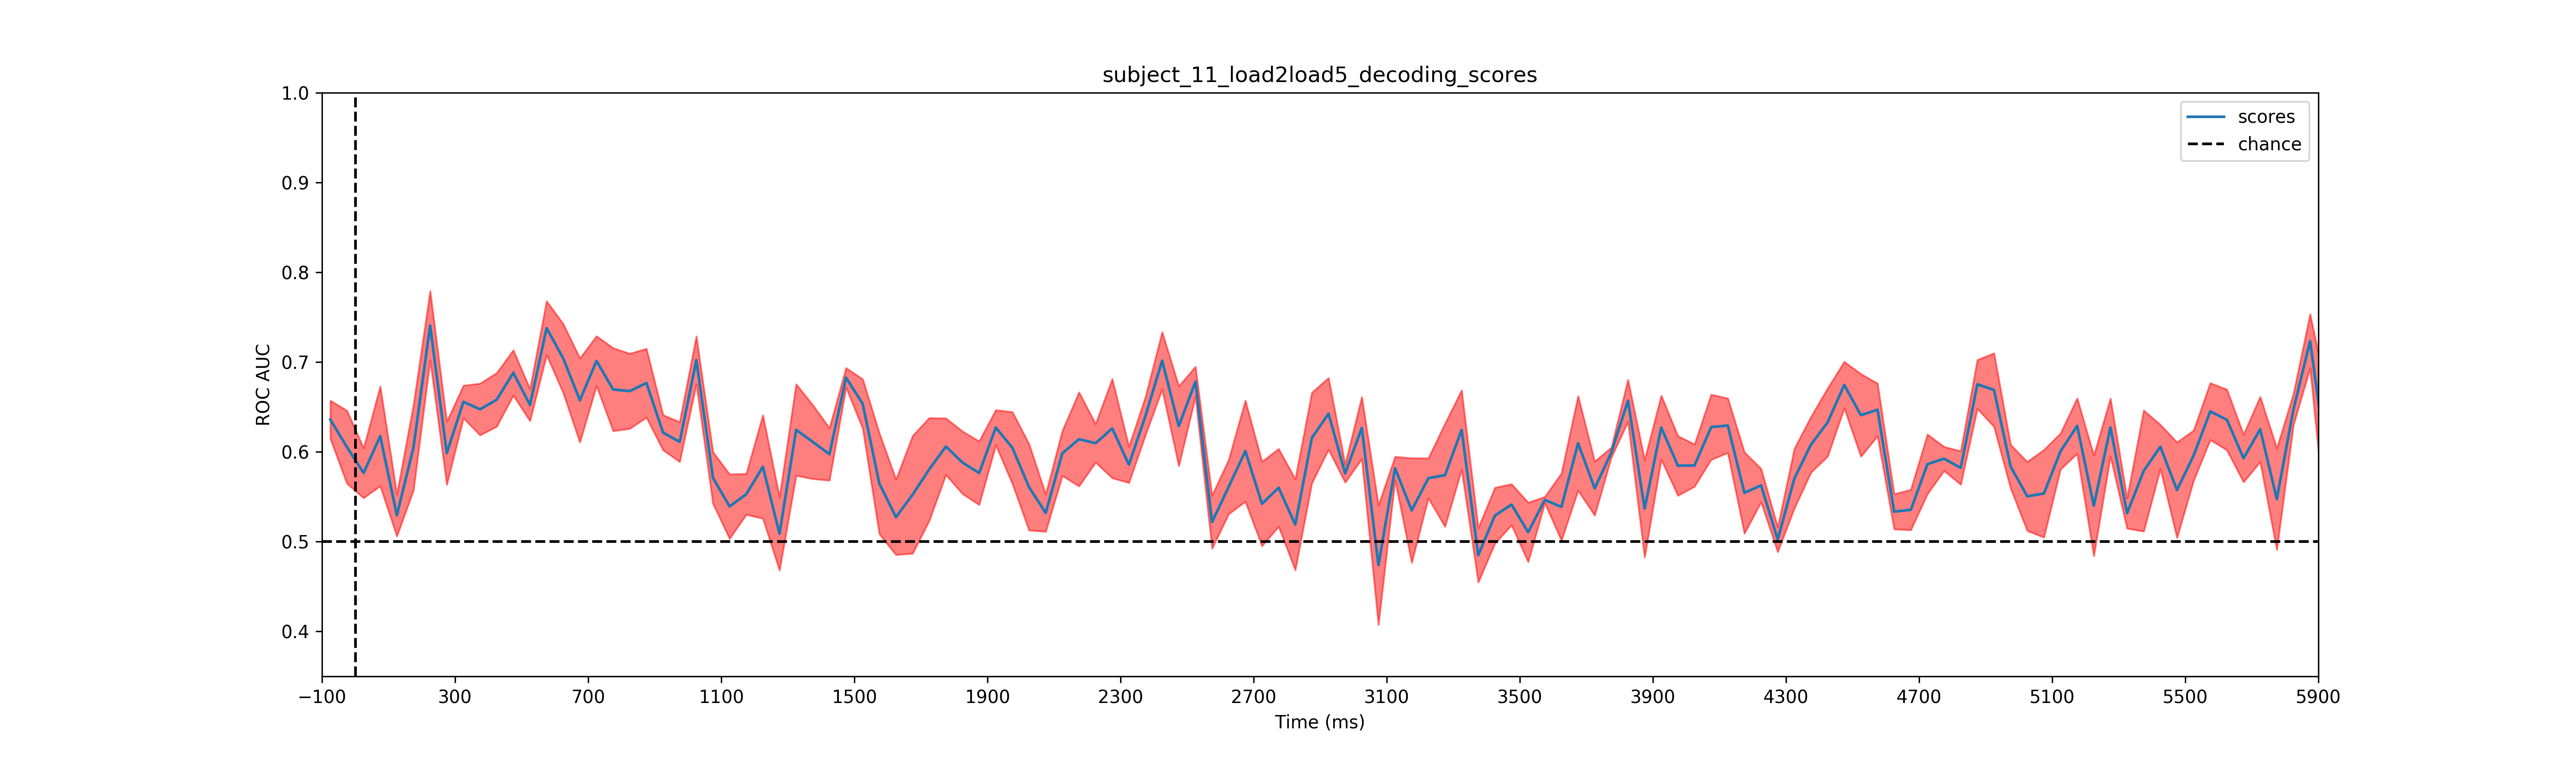 subject_11_load2load5_decoding_scores
1.0
0.9
0.8
0.7
0.6
0.5
0.4
ROC AUC
scores
chance
−100 300 700 1100 1500 1900 2300 2700 3100 3500 3900 4300 4700 5100 5500 5900
Time (ms)